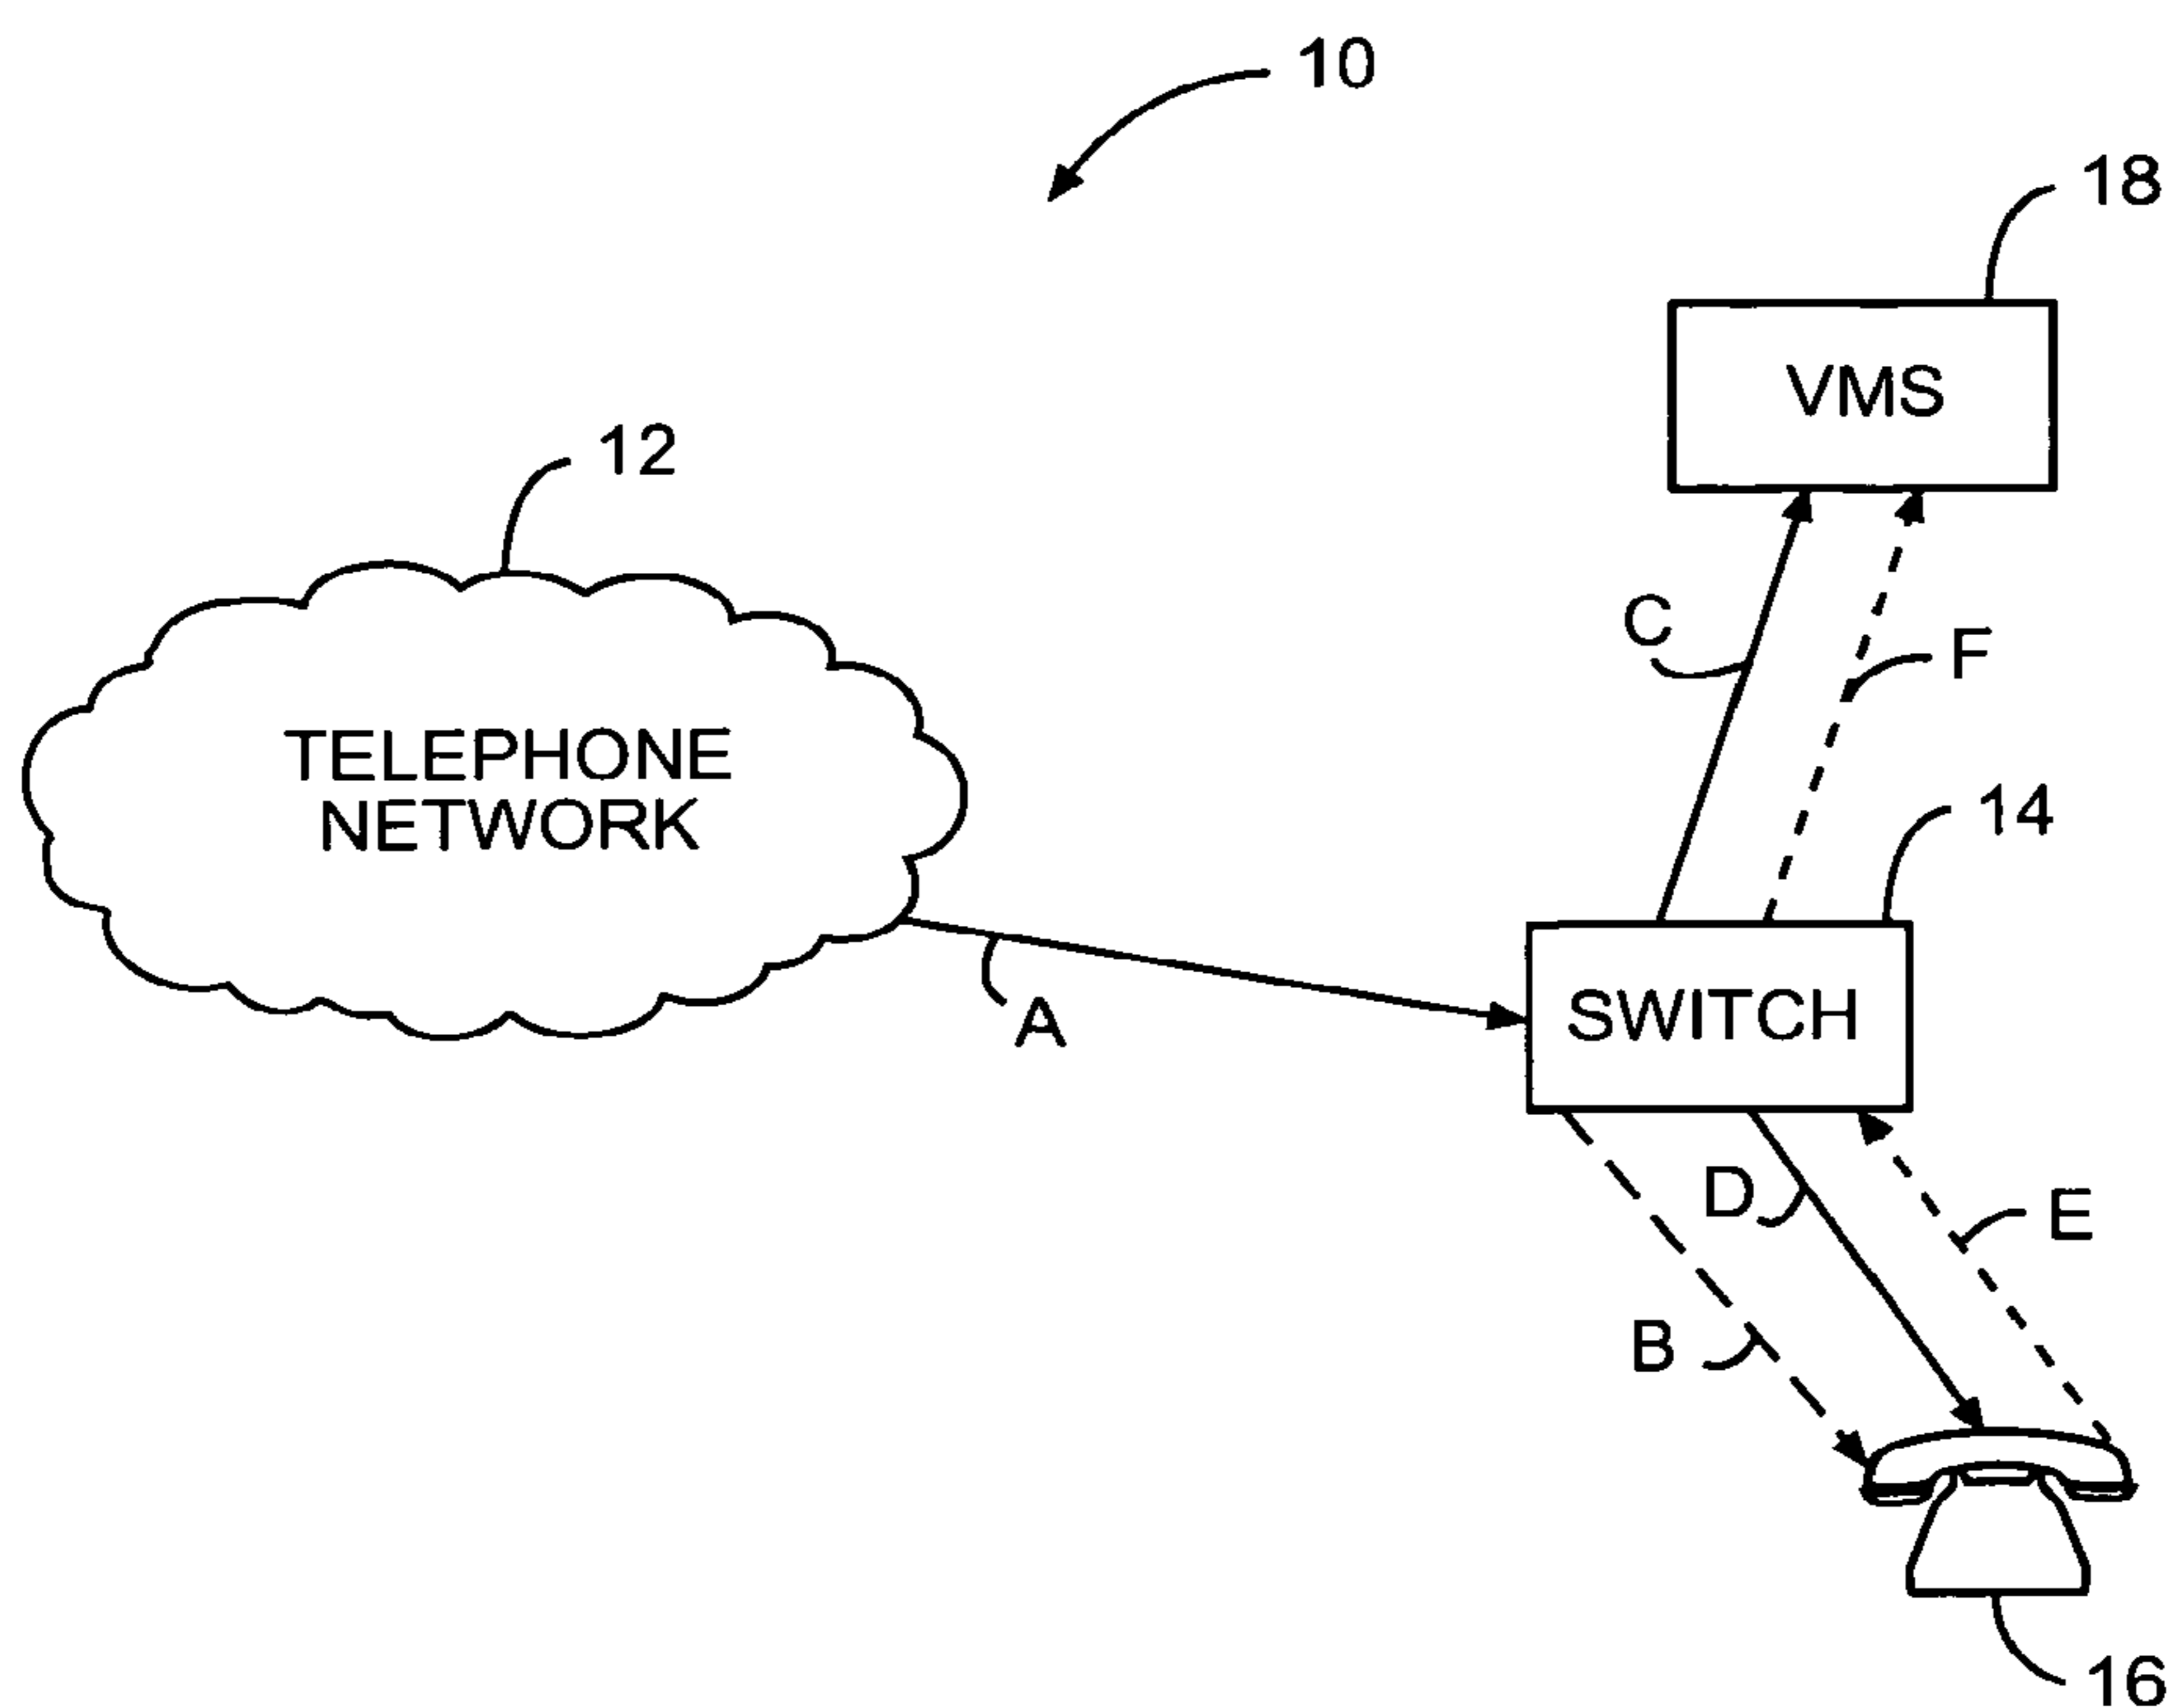 10
18
VMS
12
C
F
TELEPHONE
NETWORK
14
SWITCH
A
D
E
B
16